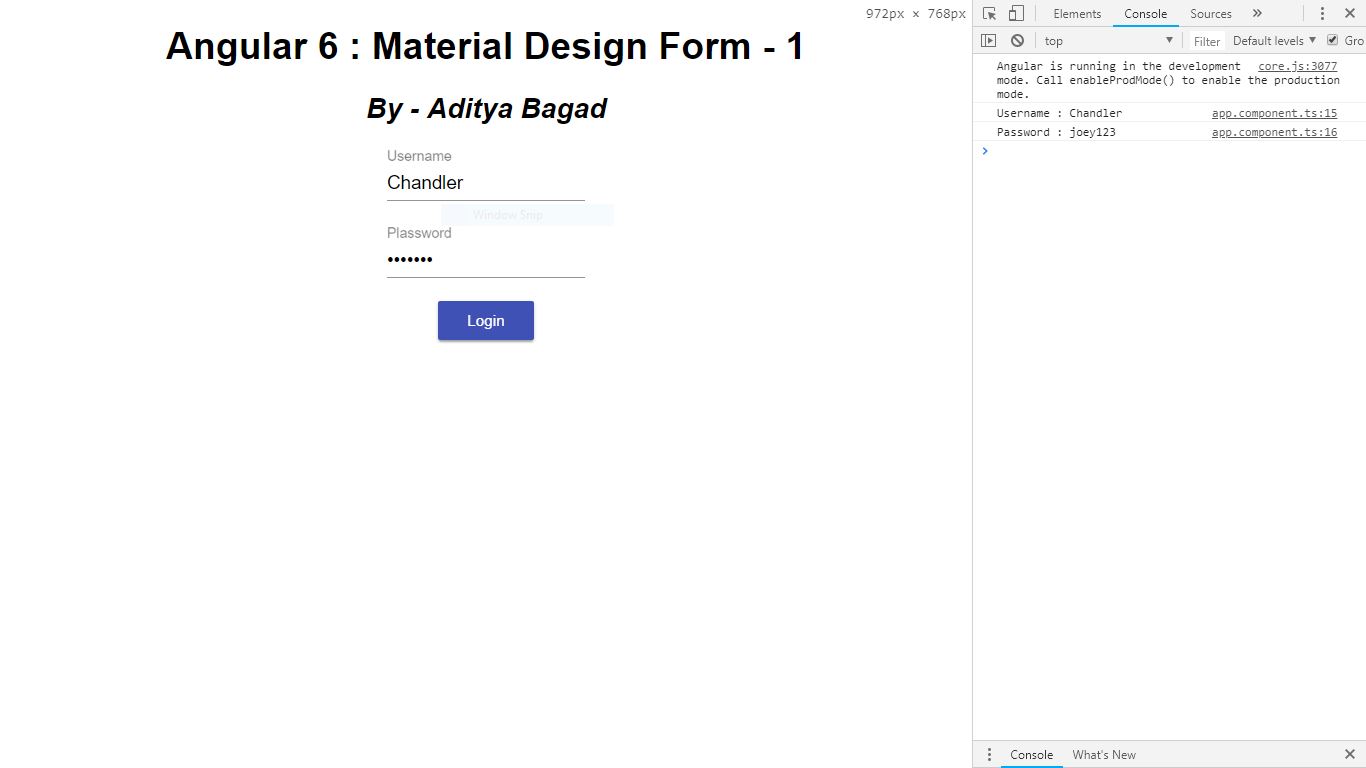 972px × 768px
Angular 6 : Material Design Form - 1
By - Aditya Bagad
Username
Chandler
Window Snip
Plassword
•••••••
Login
Elements Console Sources »
top Filter Default levels Gro
Angular is running in the development core.js:3077
mode. Call enableProdMode() to enable the production
mode.
Username : Chandler app.component.ts:15
Password : joey123 app.component.ts:16
Console What's New